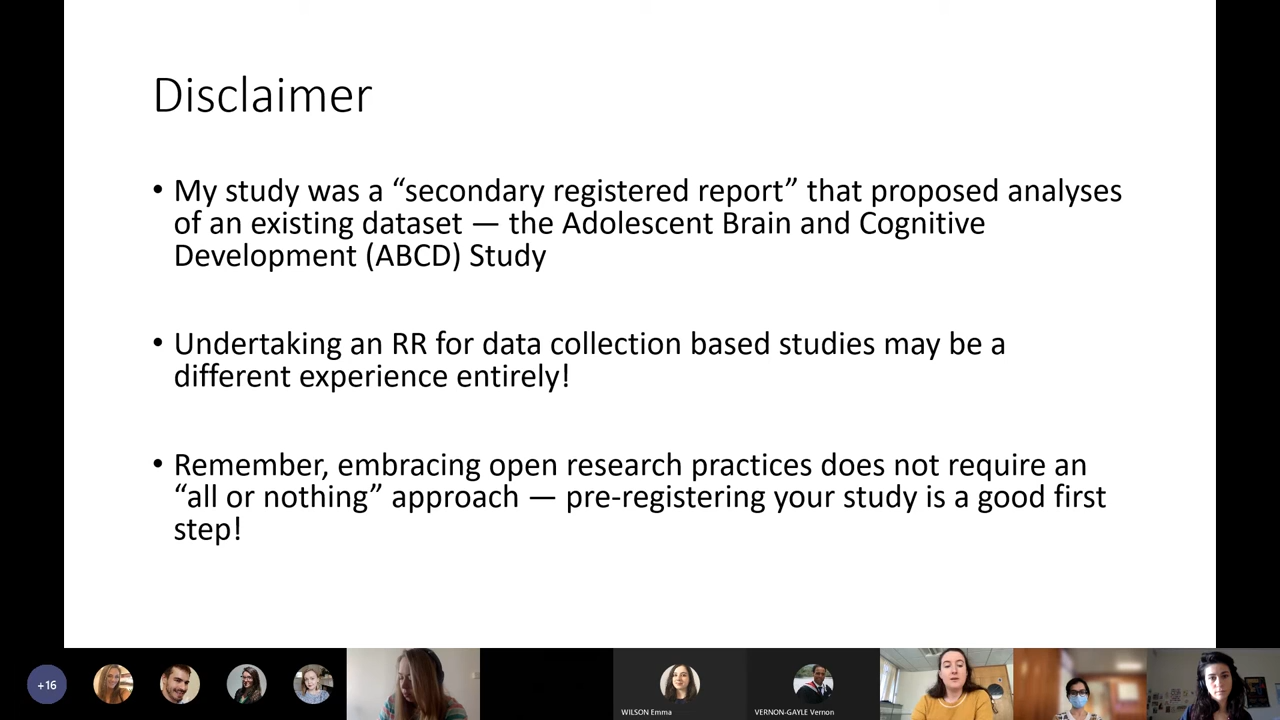 Disclaimer
• My study was a “secondary registered report” that proposed analyses
of an existing dataset — the Adolescent Brain and Cognitive
Development (ABCD) Study
• Undertaking an RR for data collection based studies may be a
different experience entirely!
• Remember, embracing open research practices does not require an
“all or nothing” approach — pre-registering your study is a good first
step!
+16
WILSON Emma
VERNON-GAYLE Vernon